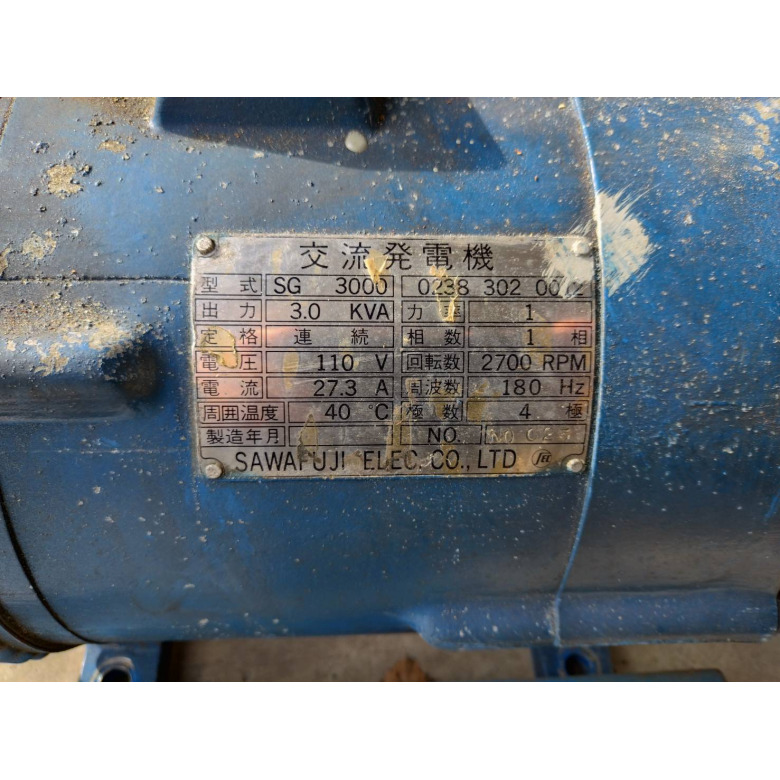 交流発電機
型式 SG 3000 0238 302 00
出力 3.0 KVA 力率 1
定格 連続 相数 1 相
電圧 110 V 回転数 2700 RPM
電流 27.3 A 周波数 180 Hz
周囲温度 40 ℃ 極数 4 極
製造年月 NO.
SAWAFUJI ELEC. CO., LTD